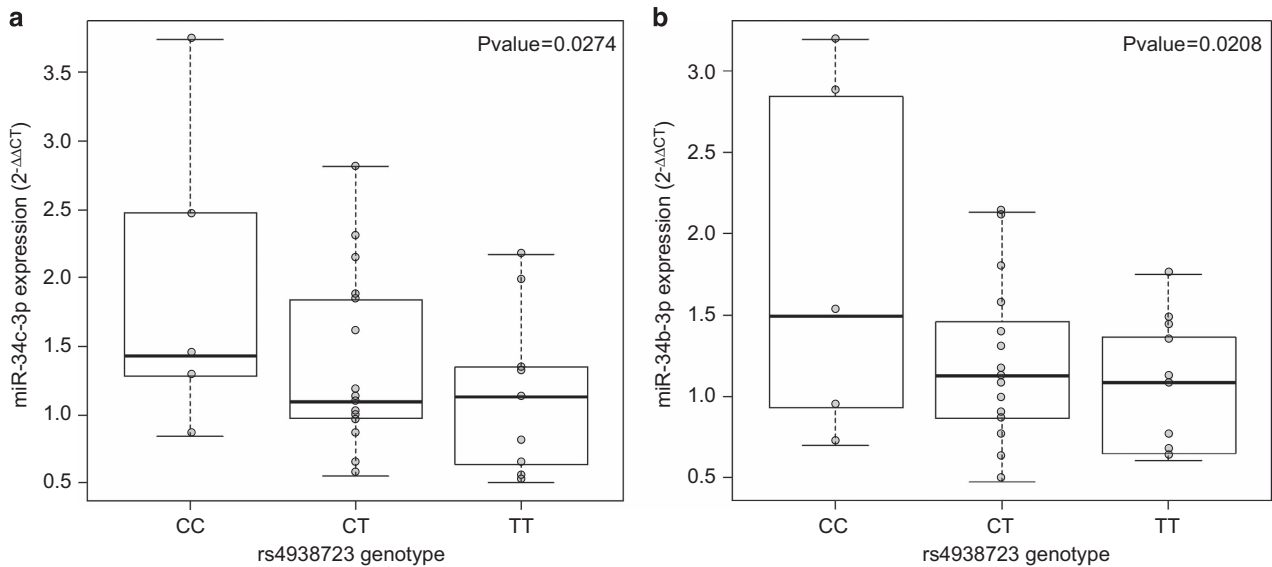 a
Pvalue=0.0274
miR-34c-3p expression (2-ΔΔCT)
3.5
3.0
2.5
2.0
1.5
1.0
0.5
CC CT TT
rs4938723 genotype
b
Pvalue=0.0208
miR-34b-3p expression (2-ΔΔCT)
3.0
2.5
2.0
1.5
1.0
0.5
CC CT TT
rs4938723 genotype